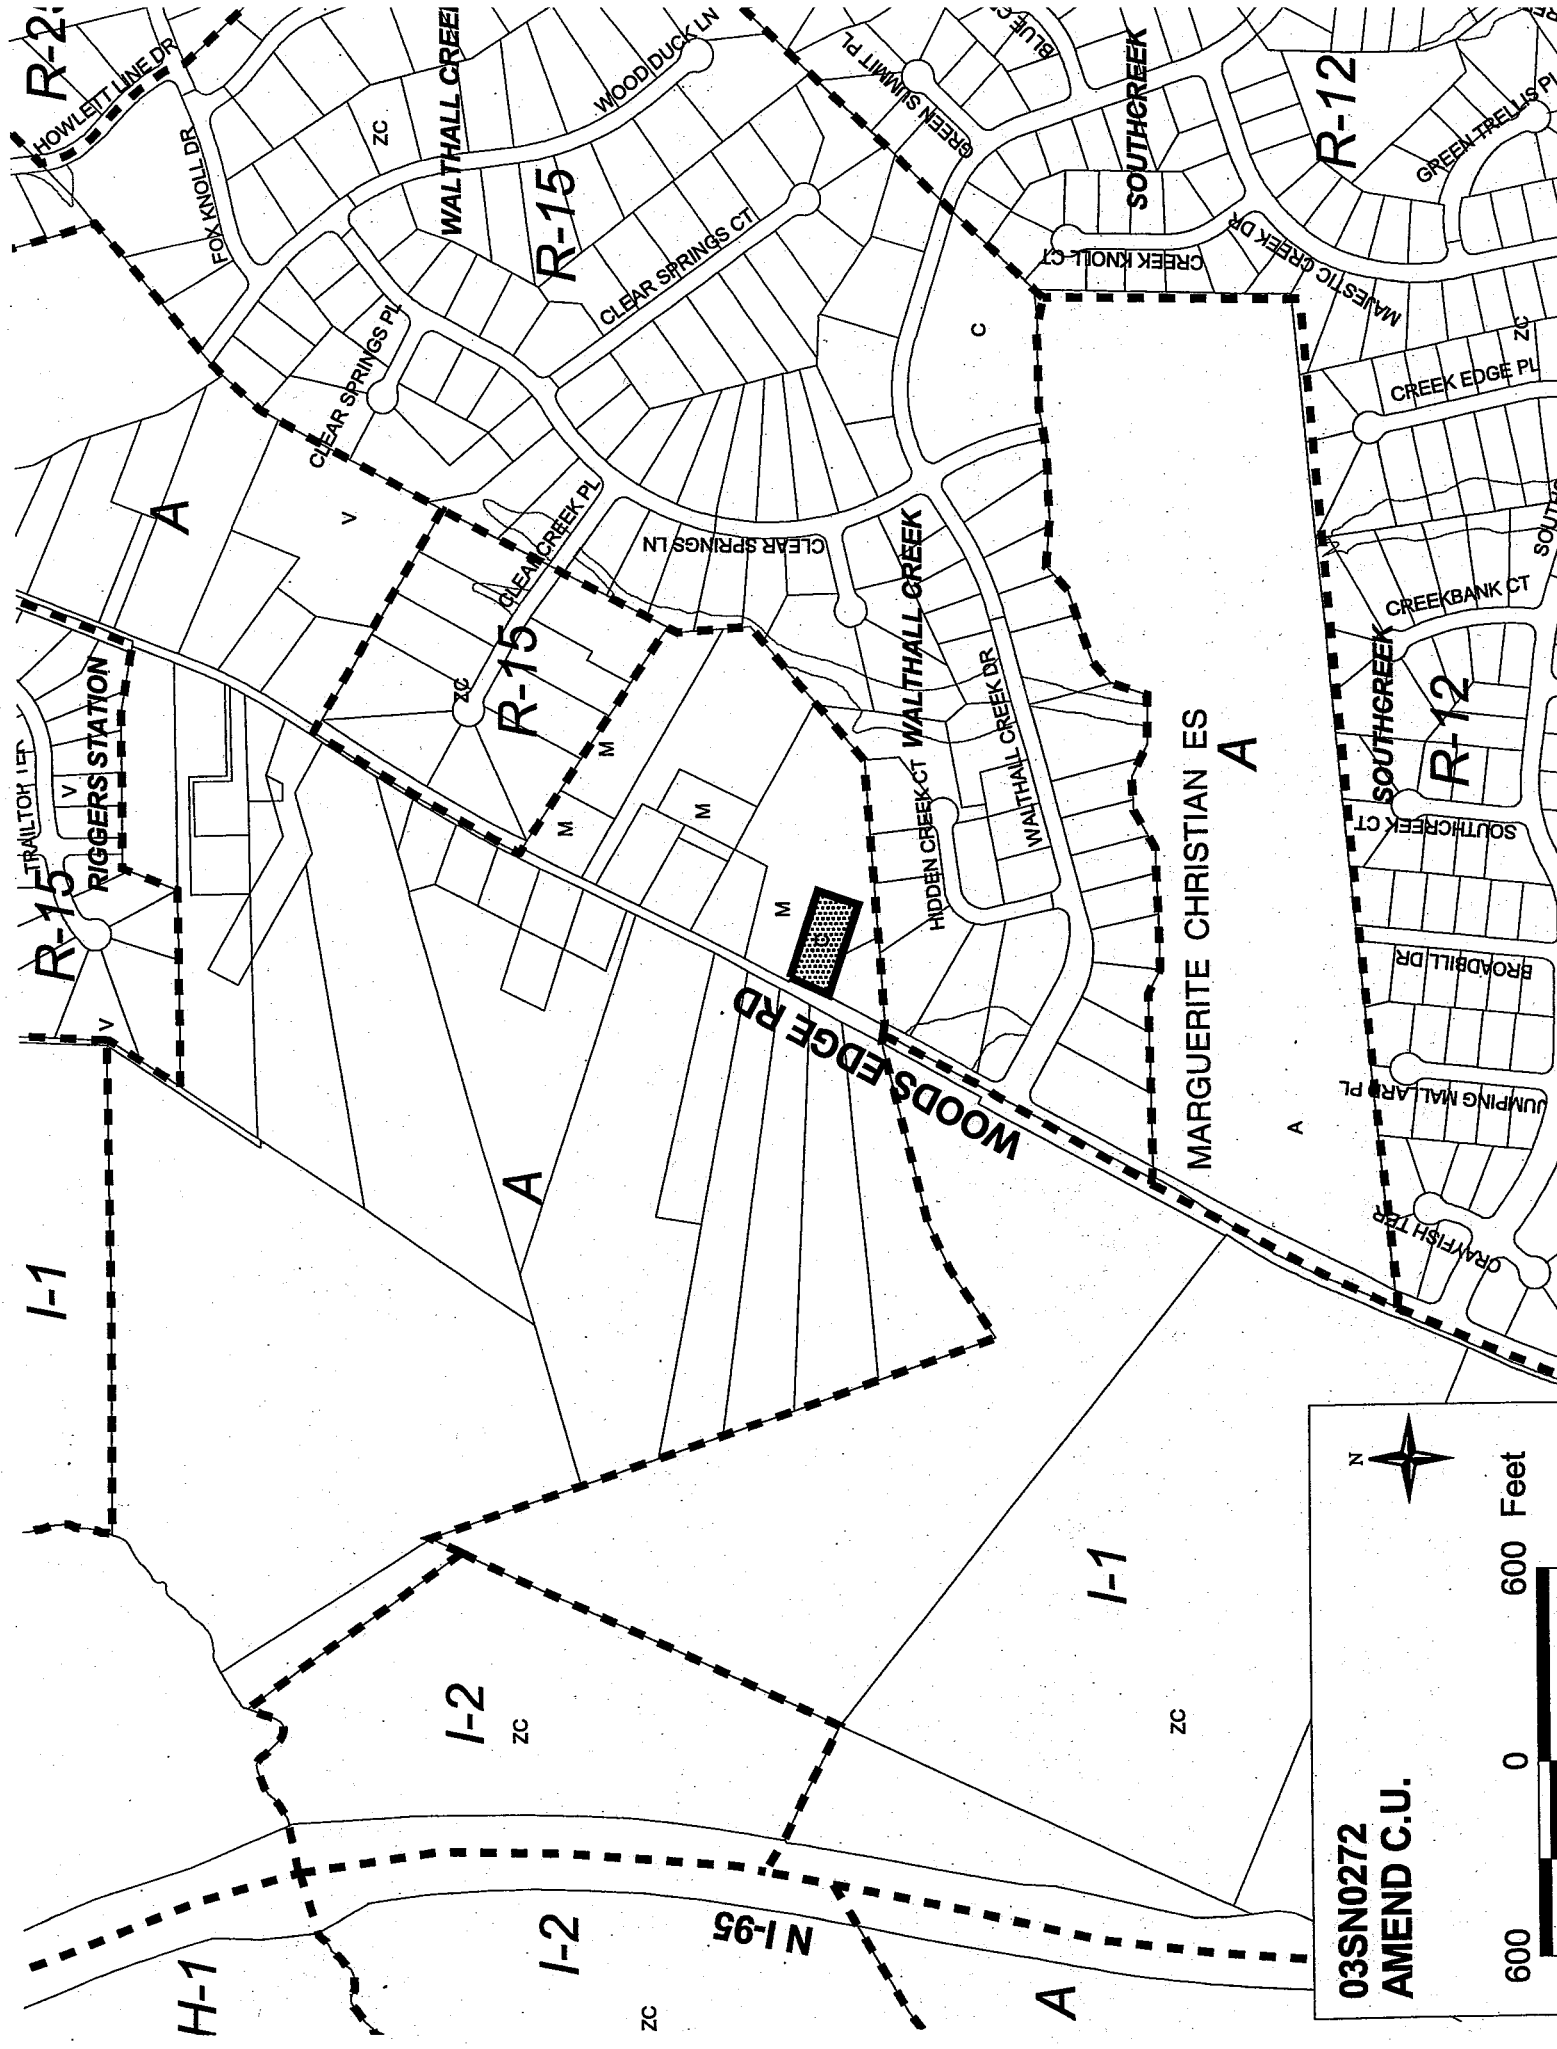 R-2
HOWLETT LINE DR
FOX KNOLL DR
ZC
WALTHALL
WOOD DUCK LN
R-15
CLEAR SPRINGS CT
CLEAR SPRINGS PL
GREEN SUMMIT PL
BLUE
SOUTHCREEK
R-12
GREEN TRELLIS
CREEK KNOLL CT
MAJESTIC CREEK DR
C
ZC
CREEK EDGE PL
A
V
CLEARCREEK PL
CLEAR SPRINGS LN
WALTHALL CREEK
ZC
R-15
CREEKBANK CT
TRAILTOP TER
V
RIGGERS STATION
R-15
V
M
M
M
M
C
HIDDEN CREEK CT
WALTHALL CREEK DR
MARGUERITE CHRISTIAN ES
A
A
SOUTHCREEK
R-12
SOUTHCREEK CT
BROADBILL DR
JUMPING MALLARD PL
CRAYFISH TER
WOODS EDGE RD
A
I-1
I-1
ZC
I-2
ZC
N I-95
I-2
ZC
H-1
A
N
03SN0272
AMEND C.U.
600 0 600 Feet